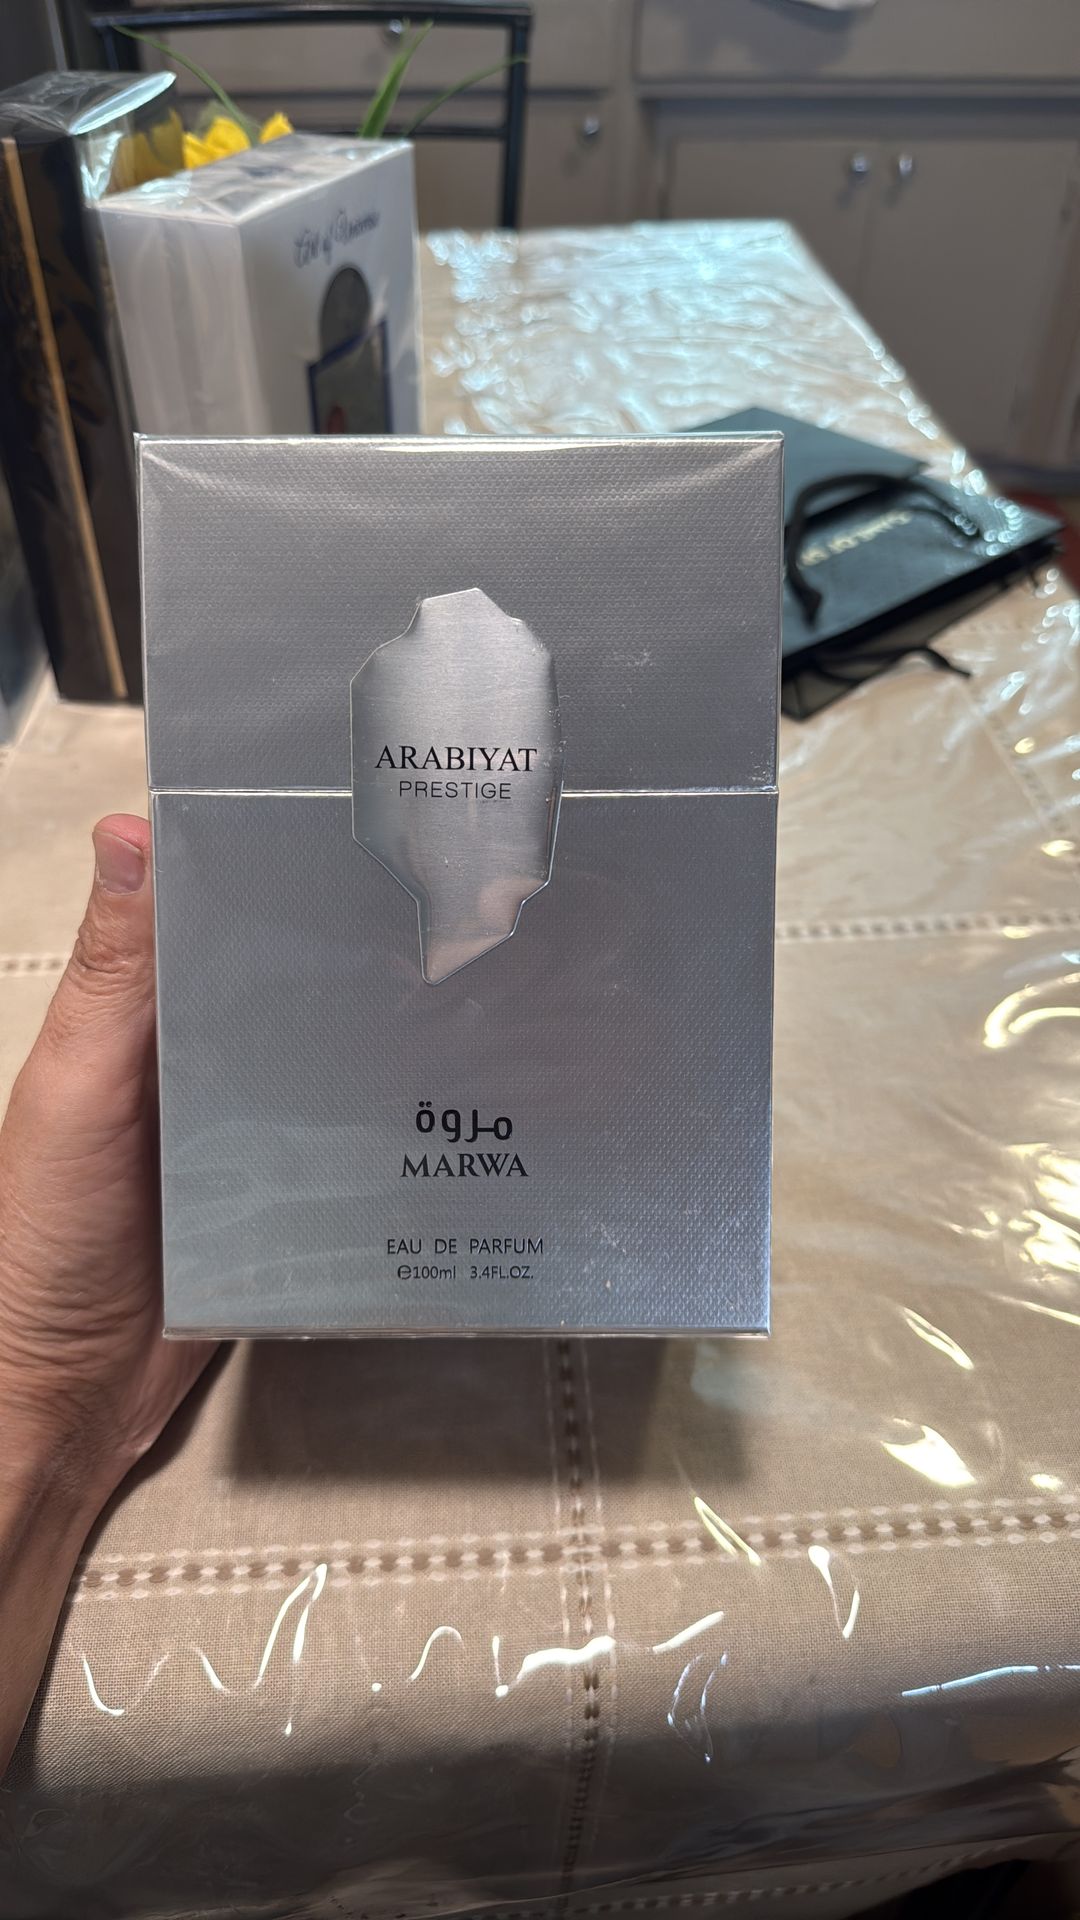 ARABIYAT
PRESTIGE
مروة
MARWA
EAU DE PARFUM
℮100ml 3.4FL.OZ.